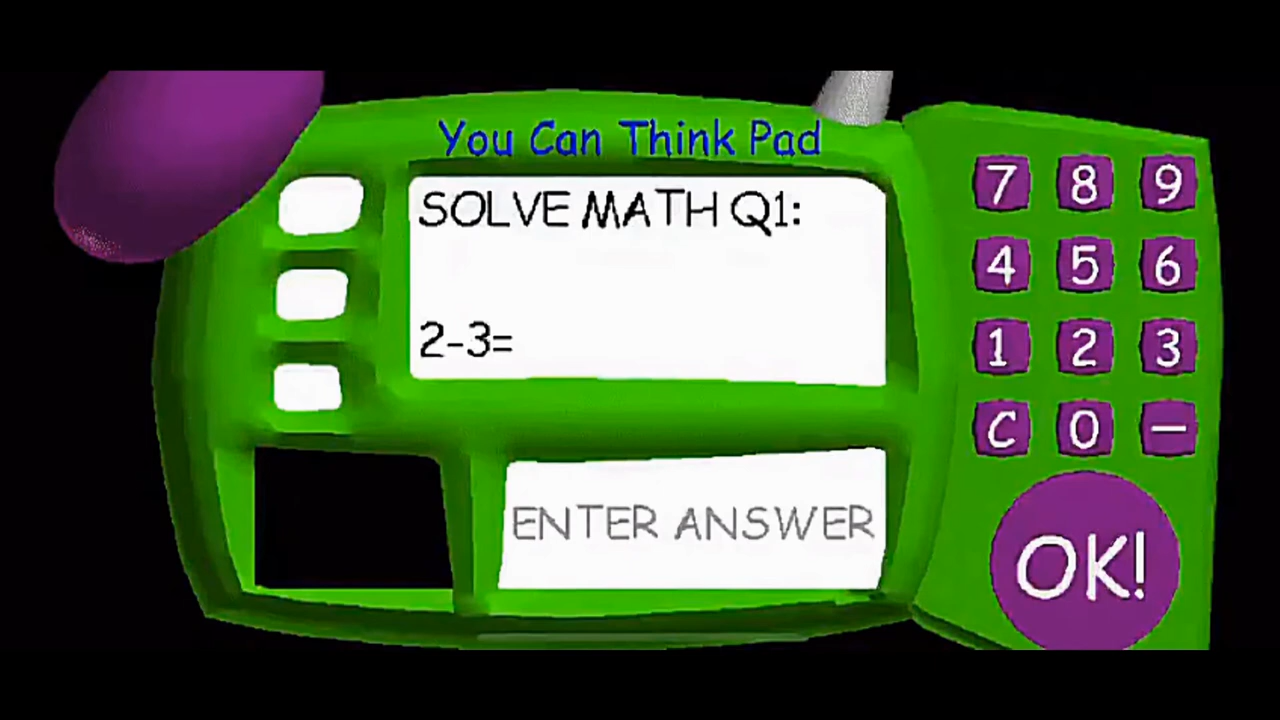 You Can Think Pad
SOLVE MATH Q1:
2-3=
ENTER ANSWER
7 8 9
4 5 6
1 2 3
C 0 -
OK!